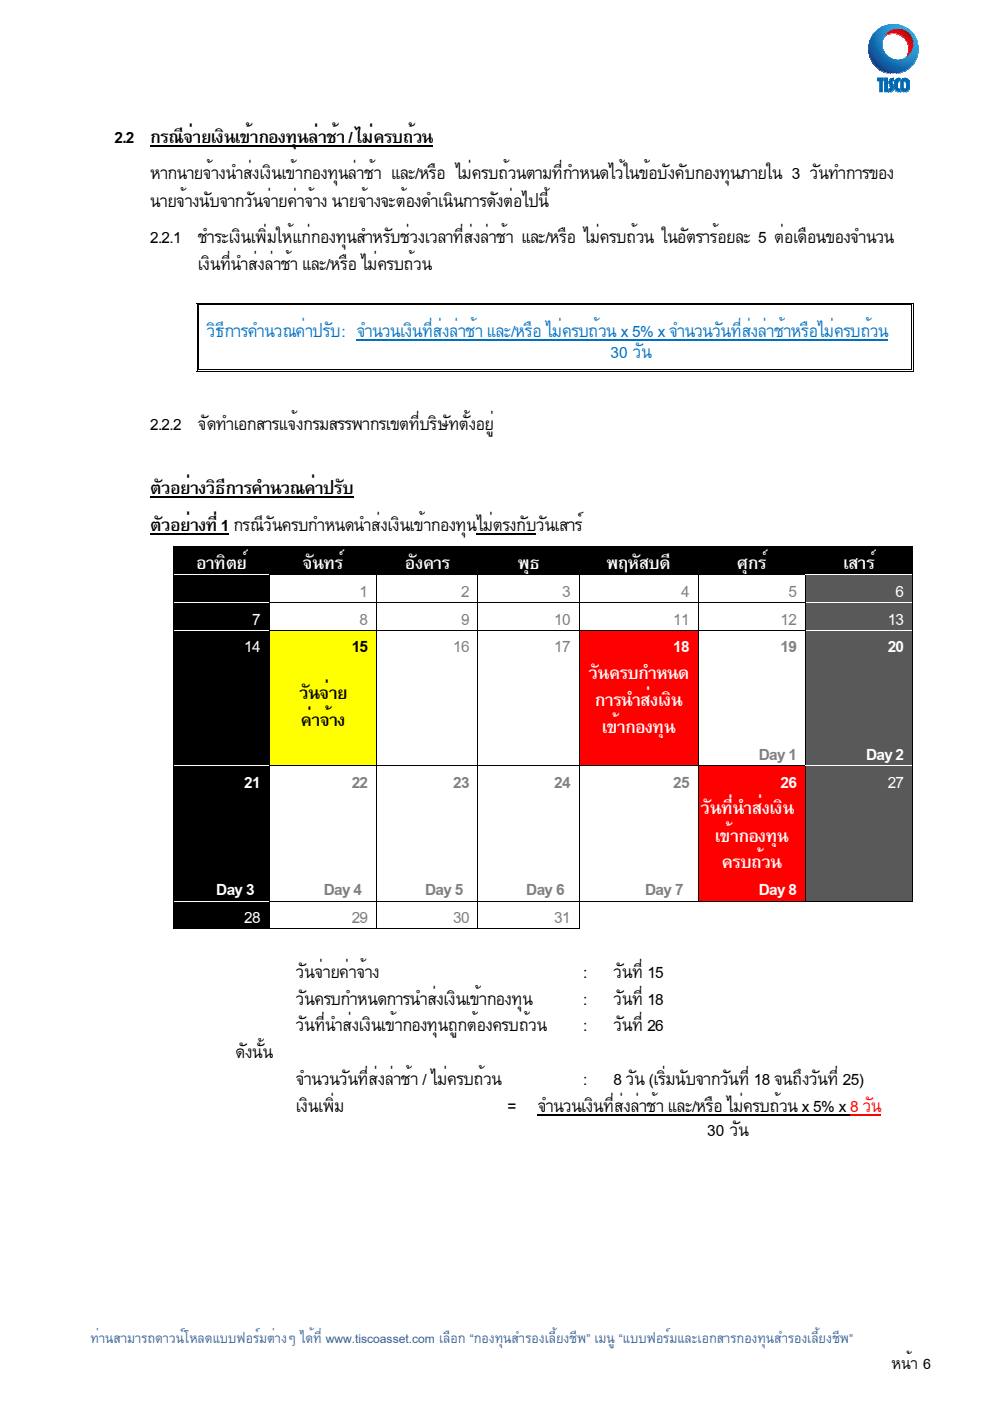 TISCO
2.2 กรณีจ่ายเงินเข้ากองทุนล่าช้า / ไม่ครบถ้วน
หากนายจ้างนำส่งเงินเข้ากองทุนล่าช้า และ/หรือ ไม่ครบถ้วนตามที่กำหนดไว้ในข้อบังคับกองทุนภายใน 3 วันทำการของ
นายจ้างนับจากวันจ่ายค่าจ้าง นายจ้างจะต้องดำเนินการดังต่อไปนี้
2.2.1 ชำระเงินเพิ่มให้แก่กองทุนสำหรับช่วงเวลาที่ส่งล่าช้า และ/หรือ ไม่ครบถ้วน ในอัตราร้อยละ 5 ต่อเดือนของจำนวน
เงินที่นำส่งล่าช้า และ/หรือ ไม่ครบถ้วน
วิธีการคำนวณค่าปรับ: จำนวนเงินที่ส่งล่าช้า และ/หรือ ไม่ครบถ้วน x 5% x จำนวนวันที่ส่งล่าช้าหรือไม่ครบถ้วน
30 วัน
2.2.2 จัดทำเอกสารแจ้งกรมสรรพากรเขตที่บริษัทตั้งอยู่
ตัวอย่างวิธีการคำนวณค่าปรับ
ตัวอย่างที่ 1 กรณีวันครบกำหนดนำส่งเงินเข้ากองทุนไม่ตรงกับวันเสาร์
อาทิตย์ จันทร์ อังคาร พุธ พฤหัสบดี ศุกร์ เสาร์
1 2 3 4 5 6
7 8 9 10 11 12 13
14 15 16 17 18 19 20
วันจ่าย
ค่าจ้าง
วันครบกำหนด
การนำส่งเงิน
เข้ากองทุน
Day 1 Day 2
21 22 23 24 25 26 27
วันที่นำส่งเงิน
เข้ากองทุน
ครบถ้วน
Day 3 Day 4 Day 5 Day 6 Day 7 Day 8
28 29 30 31
วันจ่ายค่าจ้าง : วันที่ 15
วันครบกำหนดการนำส่งเงินเข้ากองทุน : วันที่ 18
วันที่นำส่งเงินเข้ากองทุนถูกต้องครบถ้วน : วันที่ 26
ดังนั้น
จำนวนวันที่ส่งล่าช้า / ไม่ครบถ้วน : 8 วัน (เริ่มนับจากวันที่ 18 จนถึงวันที่ 25)
เงินเพิ่ม = จำนวนเงินที่ส่งล่าช้า และ/หรือ ไม่ครบถ้วน x 5% x 8 วัน
30 วัน
ท่านสามารถดาวน์โหลดแบบฟอร์มต่างๆ ได้ที่ www.tiscoasset.com เลือก “กองทุนสำรองเลี้ยงชีพ” เมนู “แบบฟอร์มและเอกสารกองทุนสำรองเลี้ยงชีพ”
หน้า 6